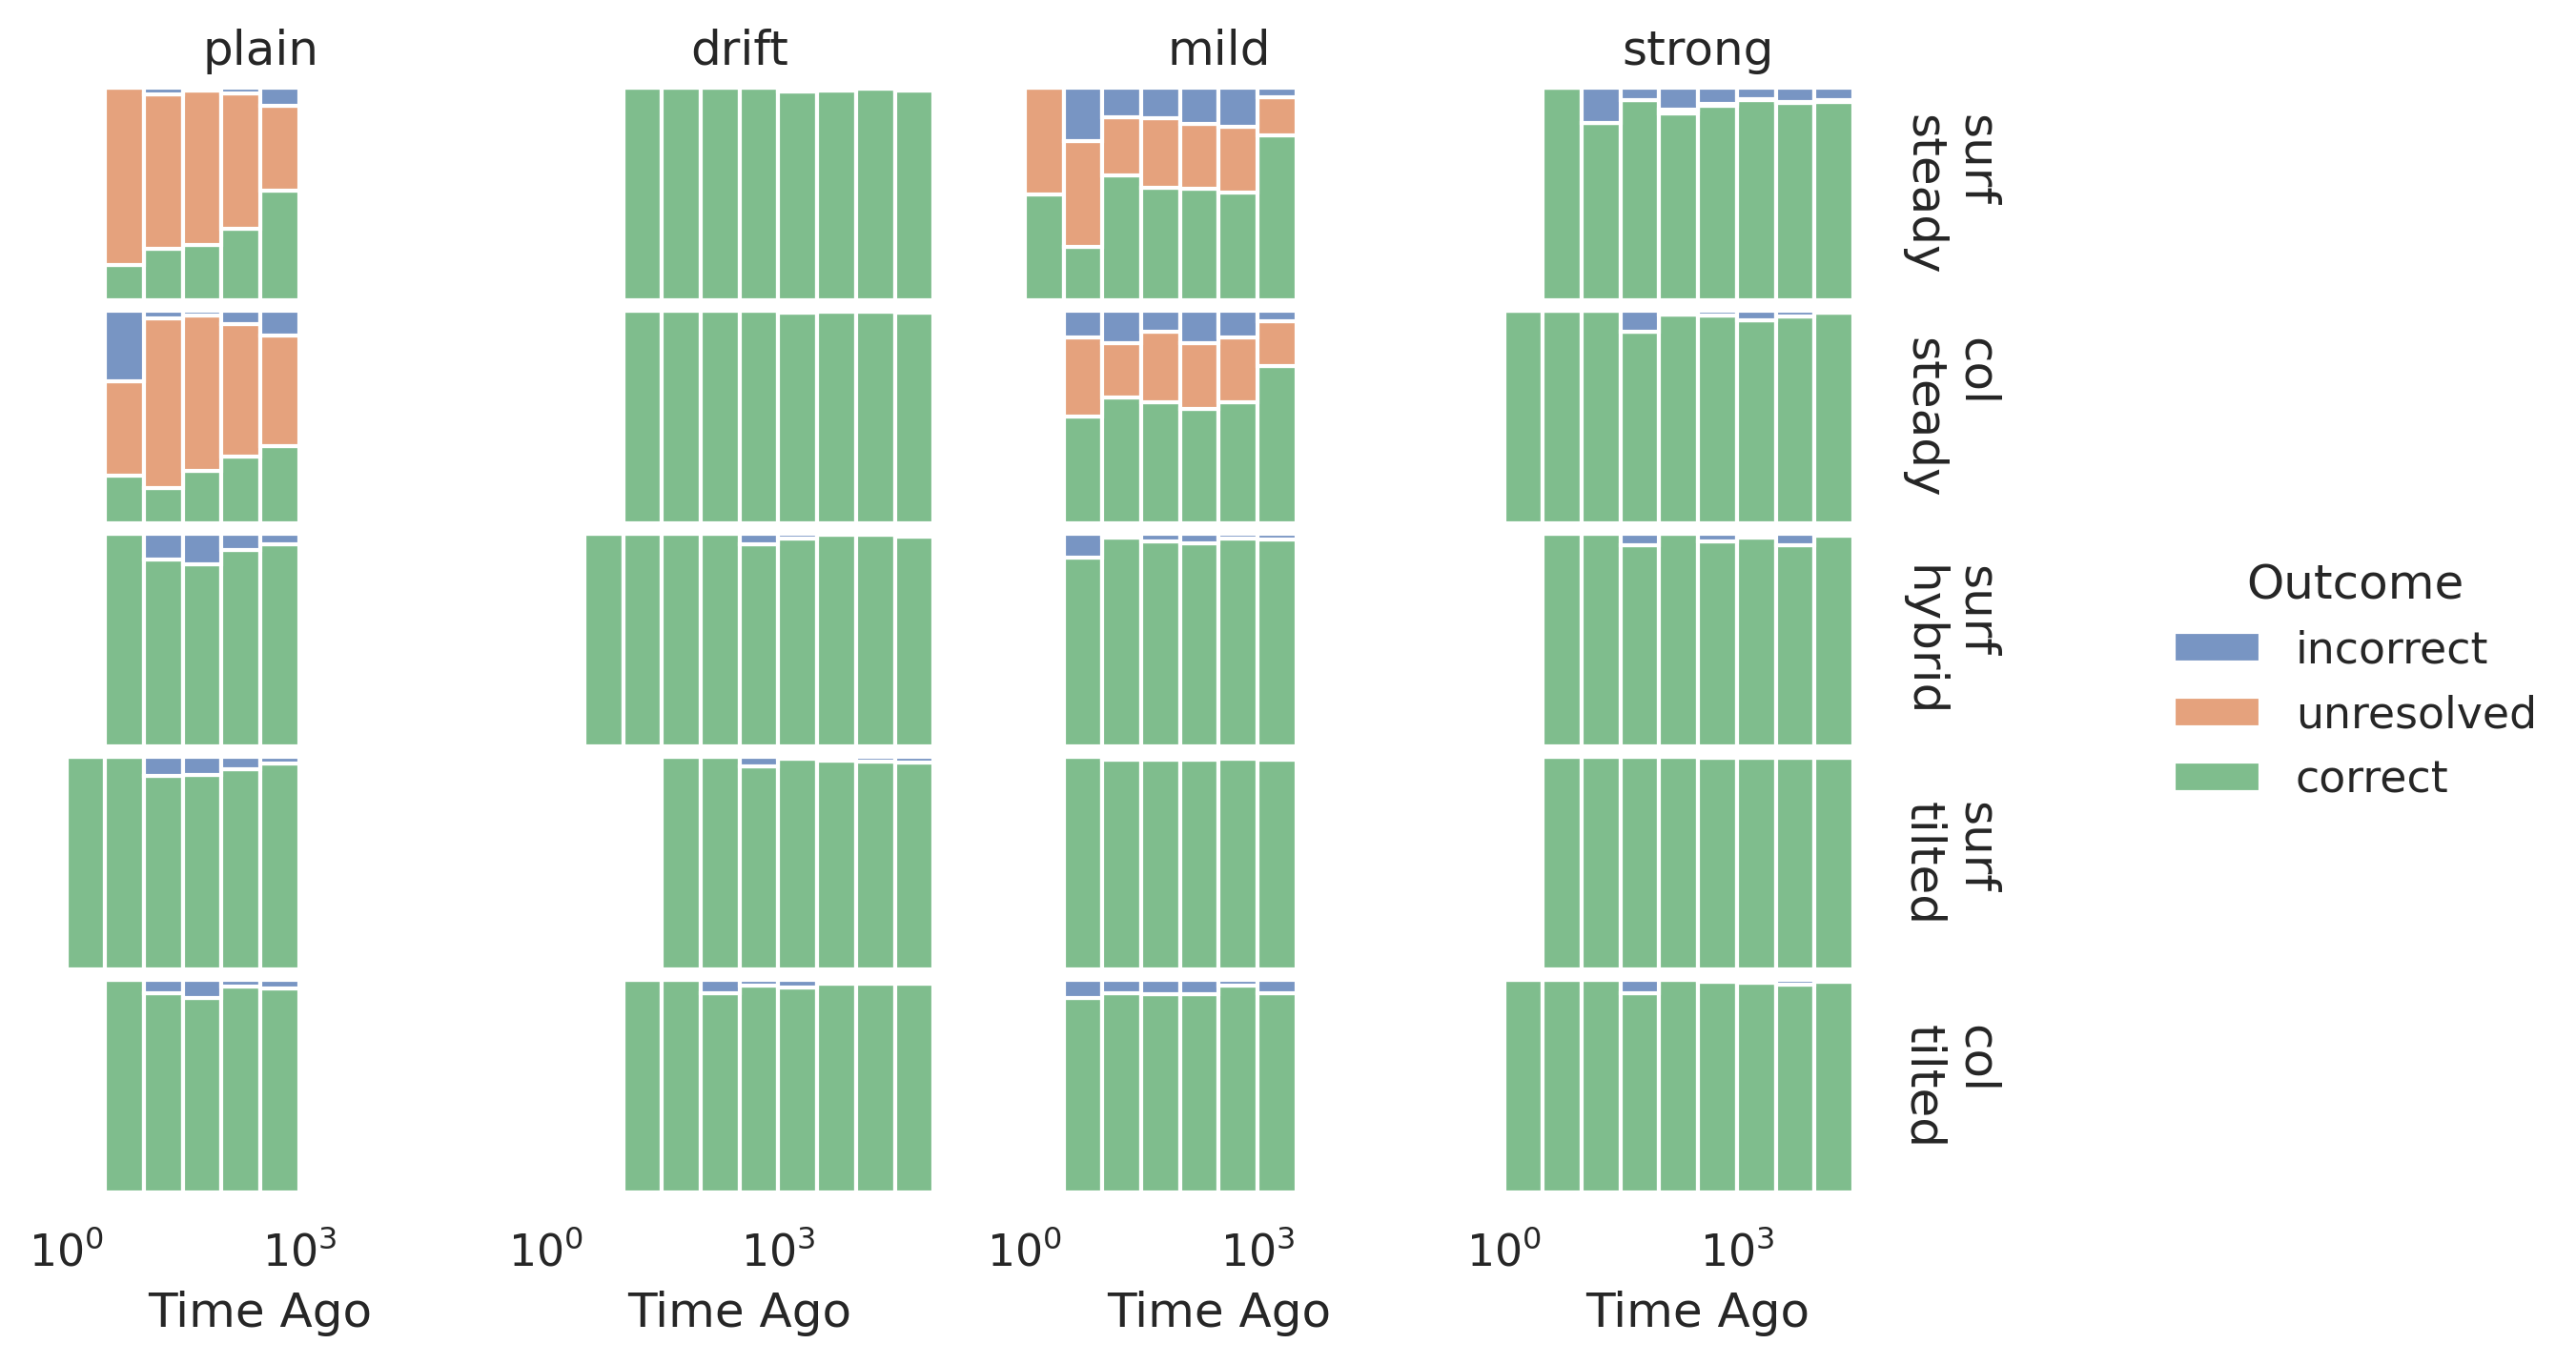 plain
drift
mild
strong
surf
steady
col
steady
surf
hybrid
surf
tilted
col
tilted
Outcome
incorrect
unresolved
correct
10⁰
10³
10⁰
10³
10⁰
10³
10⁰
10³
Time Ago
Time Ago
Time Ago
Time Ago